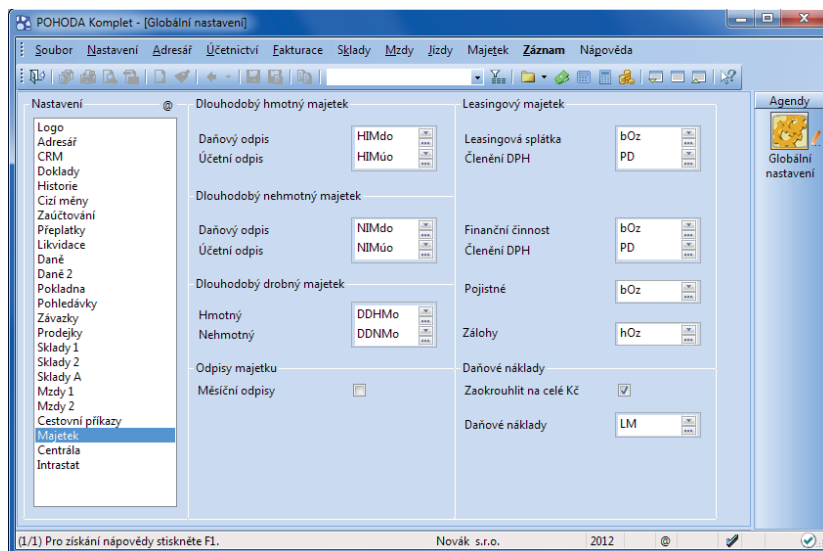 POHODA Komplet - [Globální nastavení]
Soubor Nastavení Adresář Účetnictví Fakturace Sklady Mzdy Jízdy Majetek Záznam Nápověda
Nastavení @
Logo
Adresář
CRM
Doklady
Historie
Cizí měny
Zaúčtování
Přeplatky
Likvidace
Daně
Daně 2
Pokladna
Pohledávky
Závazky
Prodejky
Sklady 1
Sklady 2
Sklady A
Mzdy 1
Mzdy 2
Cestovní příkazy
Majetek
Centrála
Intrastat
Dlouhodobý hmotný majetek
Daňový odpis HIMdo
Účetní odpis HIMúo
Dlouhodobý nehmotný majetek
Daňový odpis NIMdo
Účetní odpis NIMúo
Dlouhodobý drobný majetek
Hmotný DDHMo
Nehmotný DDNMo
Odpisy majetku
Měsíční odpisy
Leasingový majetek
Leasingová splátka bOz
Členění DPH PD
Finanční činnost bOz
Členění DPH PD
Pojistné bOz
Zálohy hOz
Daňové náklady
Zaokrouhlit na celé Kč
Daňové náklady LM
Agendy
Globální
nastavení
(1/1) Pro získání nápovědy stiskněte F1. Novák s.r.o. 2012 @